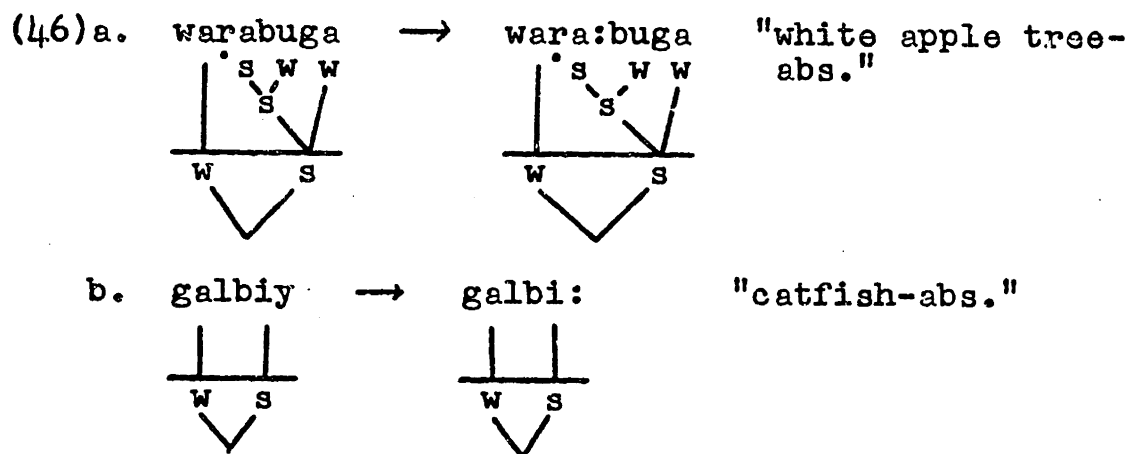 (46)a. warabuga → wara:buga "white apple tree-
abs."
s w w s w w
s s
w s w s
b. galbiy → galbi: "catfish-abs."
w s w s